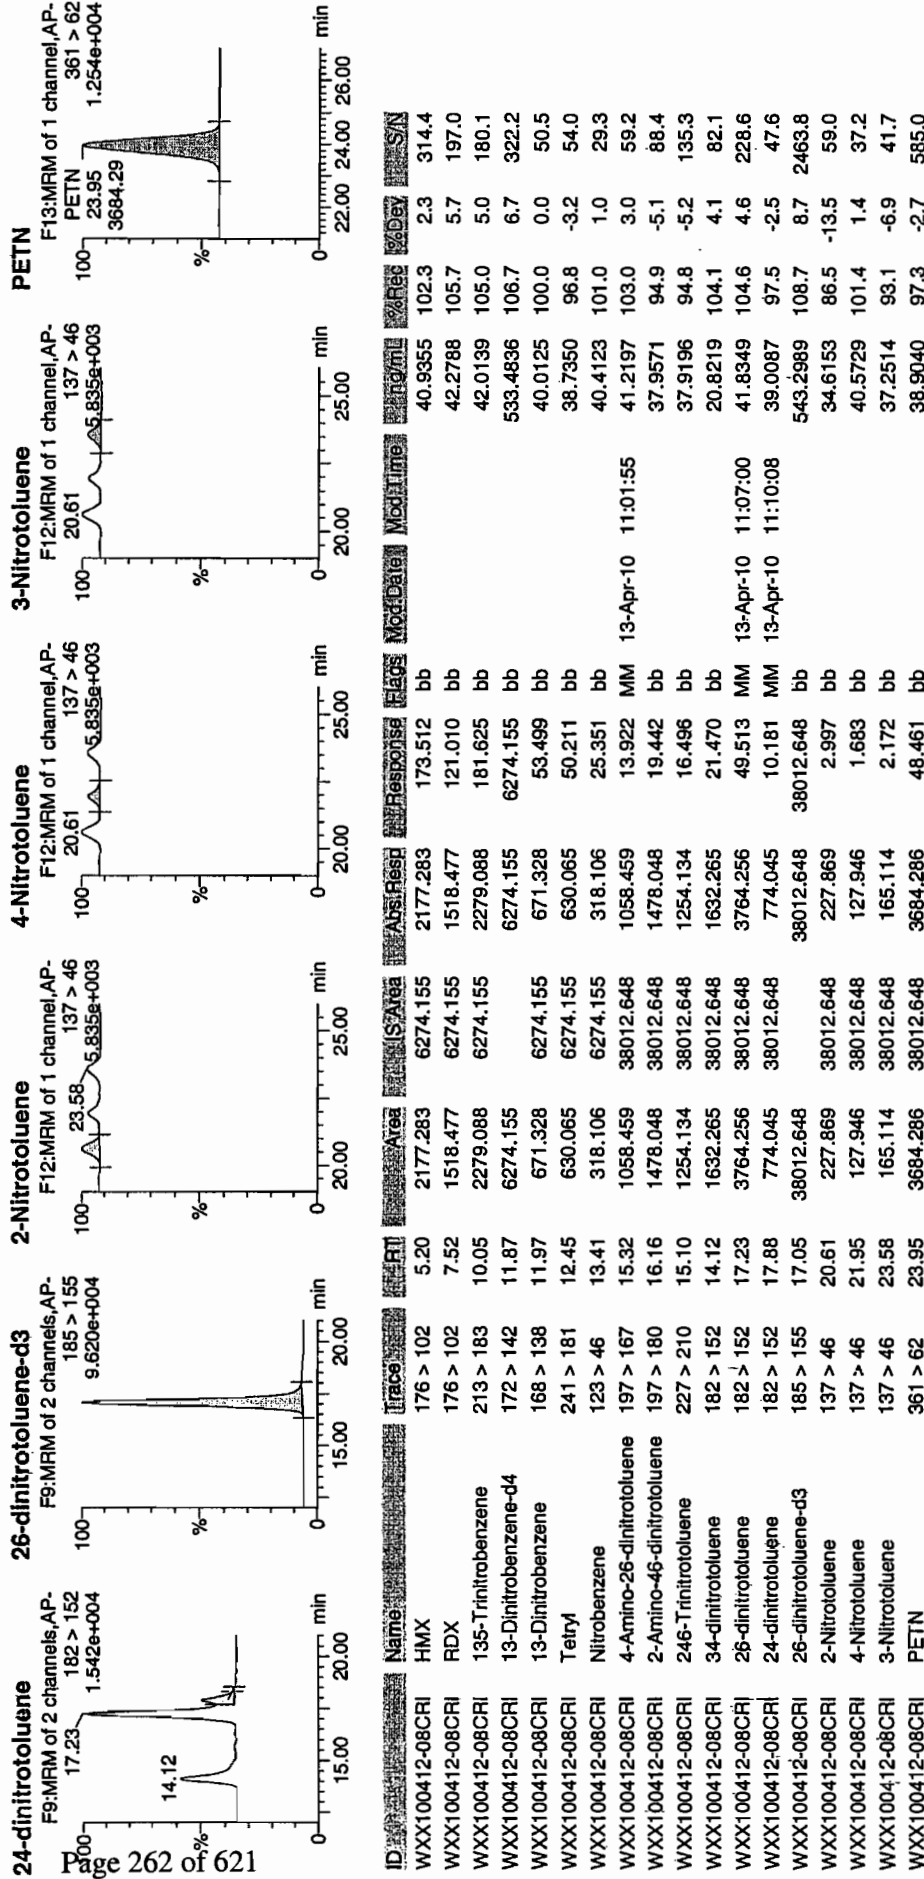 24-dinitrotoluene
F9:MRM of 2 channels,AP-
17.23 182 > 152
1.542e+004
14.12
100
%
0
15.00 20.00
min
26-dinitrotoluene-d3
F9:MRM of 2 channels,AP-
185 > 155
9.620e+004
100
%
0
15.00 20.00
min
2-Nitrotoluene
F12:MRM of 1 channel,AP-
137 > 46
23.58 5.835e+003
100
%
0
20.00 25.00
min
4-Nitrotoluene
F12:MRM of 1 channel,AP-
20.61 137 > 46
5.835e+003
100
%
0
20.00 25.00
min
3-Nitrotoluene
F12:MRM of 1 channel,AP-
20.61 137 > 46
5.835e+003
100
%
0
20.00 25.00
min
PETN
F13:MRM of 1 channel,AP-
PETN 361 > 62
23.95 1.254e+004
3684.29
100
%
0
22.00 24.00 26.00
min
ID Name Trace RT Area IS Area Abs.Resp Response Flags Mod.Date Mod.Time ng/mL %Rec %Dev S/N
WXX100412-08CRI HMX 176 > 102 5.20 2177.283 6274.155 2177.283 173.512 bb 40.9355 102.3 2.3 314.4
WXX100412-08CRI RDX 176 > 102 7.52 1518.477 6274.155 1518.477 121.010 bb 42.2788 105.7 5.7 197.0
WXX100412-08CRI 135-Trinitrobenzene 213 > 183 10.05 2279.088 6274.155 2279.088 181.625 bb 42.0139 105.0 5.0 180.1
WXX100412-08CRI 13-Dinitrobenzene-d4 172 > 142 11.87 6274.155 6274.155 6274.155 bb 533.4836 106.7 6.7 322.2
WXX100412-08CRI 13-Dinitrobenzene 168 > 138 11.97 671.328 6274.155 671.328 53.499 bb 40.0125 100.0 0.0 50.5
WXX100412-08CRI Tetryl 241 > 181 12.45 630.065 6274.155 630.065 50.211 bb 38.7350 96.8 -3.2 54.0
WXX100412-08CRI Nitrobenzene 123 > 46 13.41 318.106 6274.155 318.106 25.351 bb 40.4123 101.0 1.0 29.3
WXX100412-08CRI 4-Amino-26-dinitrotoluene 197 > 167 15.32 1058.459 38012.648 1058.459 13.922 MM 13-Apr-10 11:01:55 41.2197 103.0 3.0 59.2
WXX100412-08CRI 2-Amino-46-dinitrotoluene 197 > 180 16.16 1478.048 38012.648 1478.048 19.442 bb 37.9571 94.9 -5.1 88.4
WXX100412-08CRI 246-Trinitrotoluene 227 > 210 15.10 1254.134 38012.648 1254.134 16.496 bb 37.9196 94.8 -5.2 135.3
WXX100412-08CRI 34-dinitrotoluene 182 > 152 14.12 1632.265 38012.648 1632.265 21.470 bb 20.8219 104.1 4.1 82.1
WXX100412-08CRI 26-dinitrotoluene 182 > 152 17.23 3764.256 38012.648 3764.256 49.513 MM 13-Apr-10 11:07:00 41.8349 104.6 4.6 228.6
WXX100412-08CRI 24-dinitrotoluene 182 > 152 17.88 774.045 38012.648 774.045 10.181 MM 13-Apr-10 11:10:08 39.0087 97.5 -2.5 47.6
WXX100412-08CRI 26-dinitrotoluene-d3 185 > 155 17.05 38012.648 38012.648 38012.648 bb 543.2989 108.7 8.7 2463.8
WXX100412-08CRI 2-Nitrotoluene 137 > 46 20.61 227.869 38012.648 227.869 2.997 bb 34.6153 86.5 -13.5 59.0
WXX100412-08CRI 4-Nitrotoluene 137 > 46 21.95 127.946 38012.648 127.946 1.683 bb 40.5729 101.4 1.4 37.2
WXX100412-08CRI 3-Nitrotoluene 137 > 46 23.58 165.114 38012.648 165.114 2.172 bb 37.2514 93.1 -6.9 41.7
WXX100412-08CRI PETN 361 > 62 23.95 3684.286 38012.648 3684.286 48.461 bb 38.9040 97.3 -2.7 585.0
Page 262 of 621